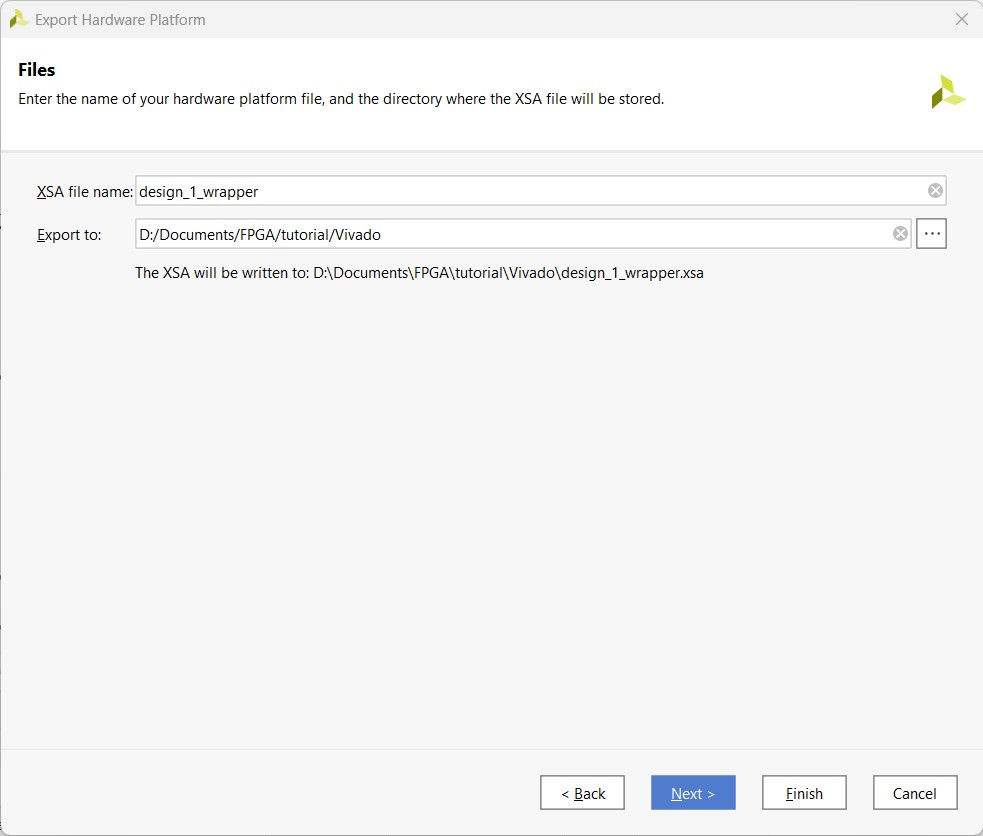 Export Hardware Platform
Files
Enter the name of your hardware platform file, and the directory where the XSA file will be stored.
XSA file name: design_1_wrapper
Export to: D:/Documents/FPGA/tutorial/Vivado ...
The XSA will be written to: D:\Documents\FPGA\tutorial\Vivado\design_1_wrapper.xsa
< Back Next > Finish Cancel